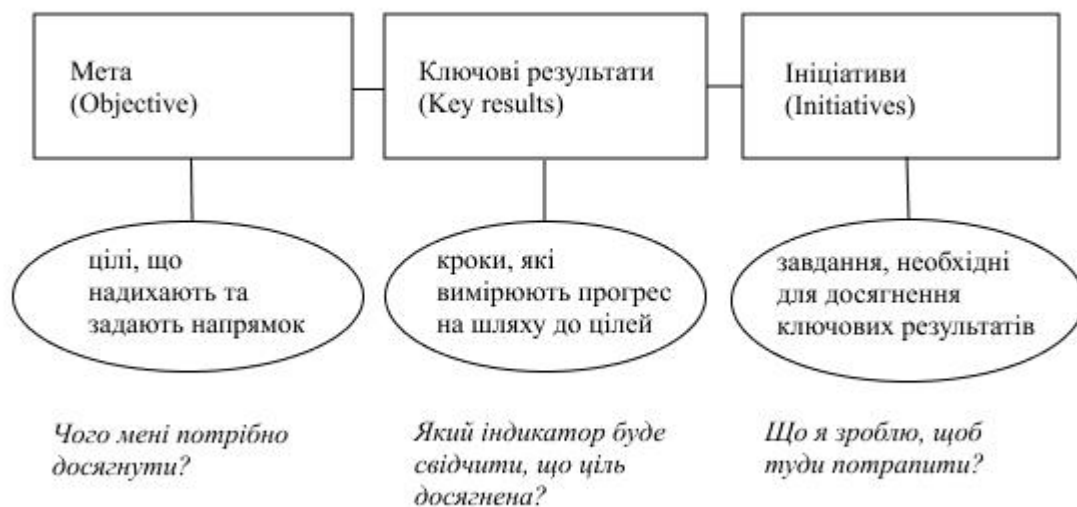 Мета
(Objective)
Ключові результати
(Key results)
Ініціативи
(Initiatives)
цілі, що
надихають та
задають напрямок
кроки, які
вимірюють прогрес
на шляху до цілей
завдання, необхідні
для досягнення
ключових результатів
Чого мені потрібно
досягнути?
Який індикатор буде
свідчити, що ціль
досягнена?
Що я зроблю, щоб
туди потрапити?